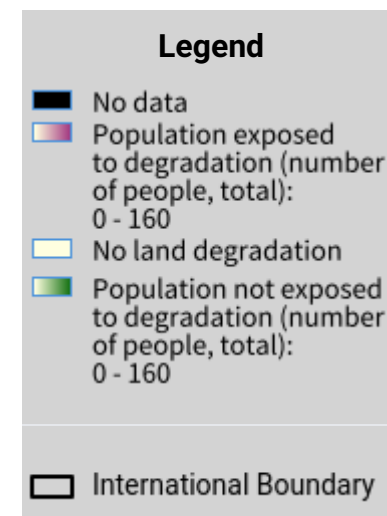 Legend
No data
Population exposed
to degradation (number
of people, total):
0 - 160
No land degradation
Population not exposed
to degradation (number
of people, total):
0 - 160
International Boundary